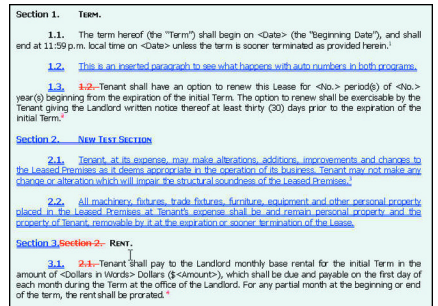 Section 1. TERM.
1.1. The term hereof (the "Term") shall begin on <Date> (the "Beginning Date"), and shall
end at 11:59 p.m. local time on <Date> unless the term is sooner terminated as provided herein.¹
1.2. This is an inserted paragraph to see what happens with auto numbers in both programs.
1.3. 1.2. Tenant shall have an option to renew this Lease for <No.> period(s) of <No.>
year(s) beginning from the expiration of the initial Term. The option to renew shall be exercisable by the
Tenant giving the Landlord written notice thereof at least thirty (30) days prior to the expiration of the
initial Term.²
Section 2. NEW TEST SECTION
2.1. Tenant, at its expense, may make alterations, additions, improvements and changes to
the Leased Premises as it deems appropriate in the operation of its business. Tenant may not make any
change or alteration which will impair the structural soundness of the Leased Premises.³
2.2. All machinery, fixtures, trade fixtures, furniture, equipment and other personal property
placed in the Leased Premises at Tenant's expense shall be and remain personal property and the
property of Tenant, removable by it at the expiration or sooner termination of the Lease.
Section 3.Section 2. RENT.
3.1. 2.1. Tenant shall pay to the Landlord monthly base rental for the initial Term in the
amount of <Dollars in Words> Dollars ($<Amount>), which shall be due and payable on the first day of
each month during the Term at the office of the Landlord. For any partial month at the beginning or end
of the term, the rent shall be prorated. ⁴